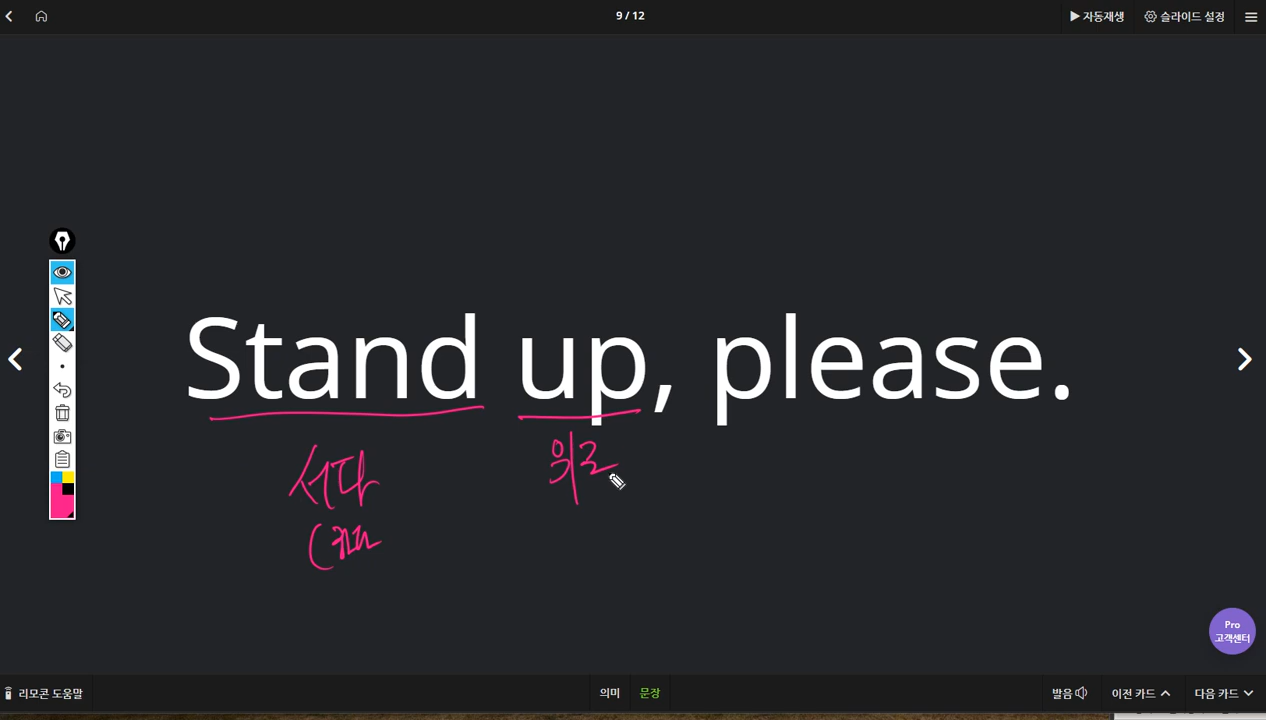 9 / 12
자동재생
슬라이드 설정
Stand up, please.
서다
위로
Pro
고객센터
리모콘 도움말
의미
문장
발음
이전 카드
다음 카드